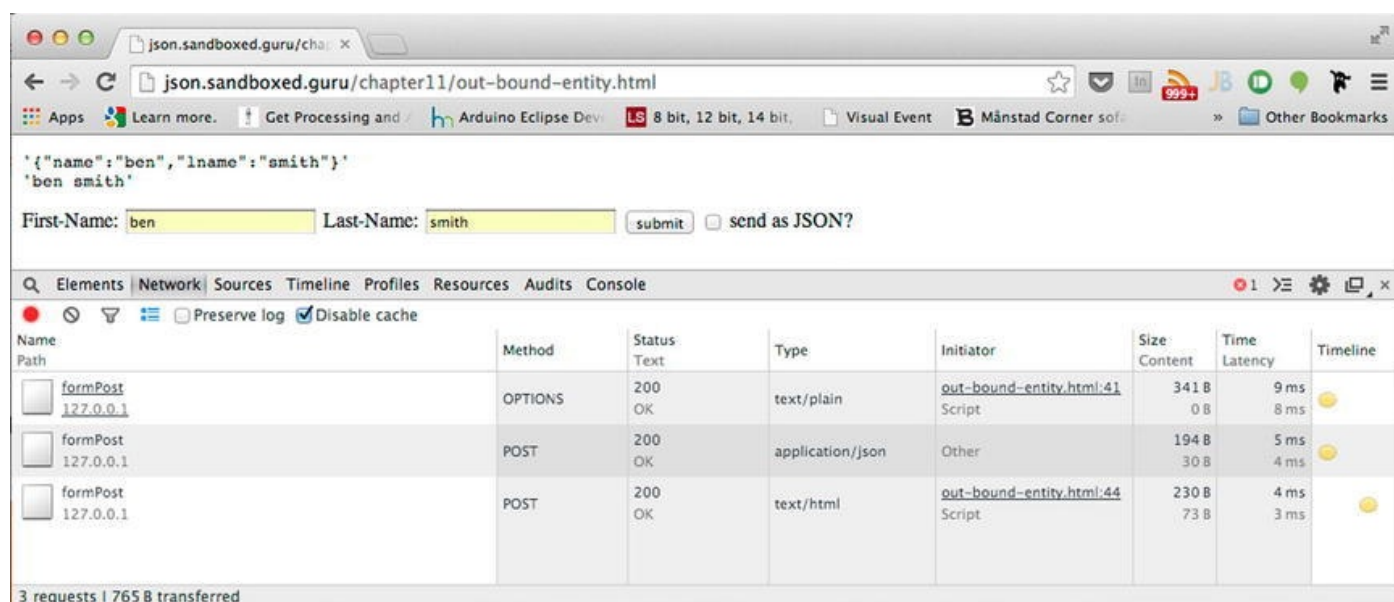 json.sandboxed.guru/cha
json.sandboxed.guru/chapter11/out-bound-entity.html
In
999+
JB
Apps Learn more. Get Processing and Arduino Eclipse Dev LS 8 bit, 12 bit, 14 bit, Visual Event B Månstad Corner sof » Other Bookmarks
'{"name":"ben","lname":"smith"}'
'ben smith'
First-Name: ben Last-Name: smith submit send as JSON?
Elements Network Sources Timeline Profiles Resources Audits Console 1
Preserve log Disable cache
Name Method Status Type Initiator Size Time Timeline
Path Text Content Latency
formPost OPTIONS 200 text/plain out-bound-entity.html:41 341 B 9 ms
127.0.0.1 OK Script 0 B 8 ms
formPost POST 200 application/json Other 194 B 5 ms
127.0.0.1 OK 30 B 4 ms
formPost POST 200 text/html out-bound-entity.html:44 230 B 4 ms
127.0.0.1 OK Script 73 B 3 ms
3 requests | 765 B transferred